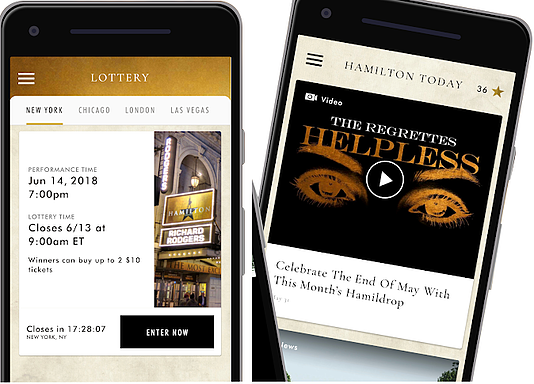 LOTTERY
NEW YORK CHICAGO LONDON LAS VEGAS
PERFORMANCE TIME
Jun 14, 2018
7:00pm
LOTTERY TIME
Closes 6/13 at
9:00am ET
Winners can buy up to 2 $10
tickets
RODGERS
HAMILTON
RICHARD
RODGERS
Closes in 17:28:07
NEW YORK, NY
ENTER NOW
HAMILTON TODAY
36
Video
THE REGRETTES
HELPLESS
Celebrate The End Of May With
This Month's Hamildrop